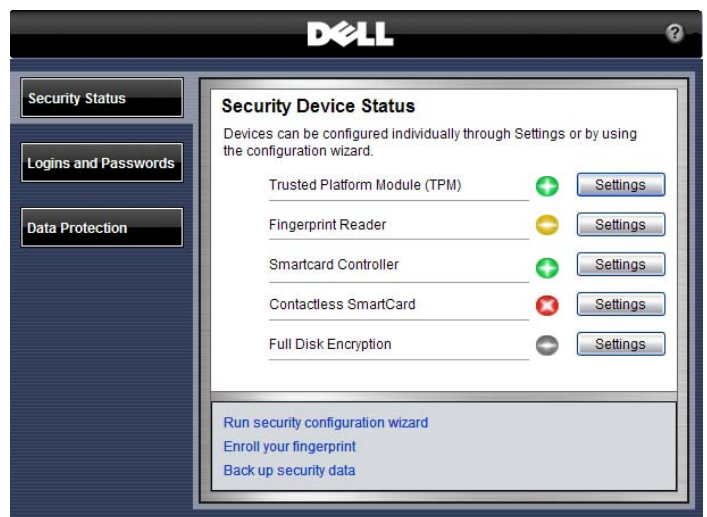 DELL
?
Security Status
Logins and Passwords
Data Protection
Security Device Status
Devices can be configured individually through Settings or by using
the configuration wizard.
Trusted Platform Module (TPM) Settings
Fingerprint Reader Settings
Smartcard Controller Settings
Contactless SmartCard Settings
Full Disk Encryption Settings
Run security configuration wizard
Enroll your fingerprint
Back up security data